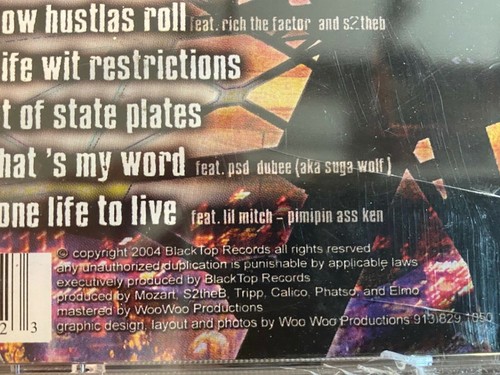 ow hustlas roll feat. rich the factor and s2theb
ife wit restrictions
t of state plates
hat 's my word feat. psd dubee (aka suga wolf)
one life to live feat. lil mitch - pimipin ass ken
© copyright 2004 BlackTop Records all rights resrved
any unauthorized duplication is punishable by applicable laws
executively produced by BlackTop Records
produced by Mozart, S2theB, Tripp, Calico, Phatso, and Elmo
mastered by WooWoo Productions
graphic design, layout and photos by Woo Woo Productions 913\829 1050
2 3